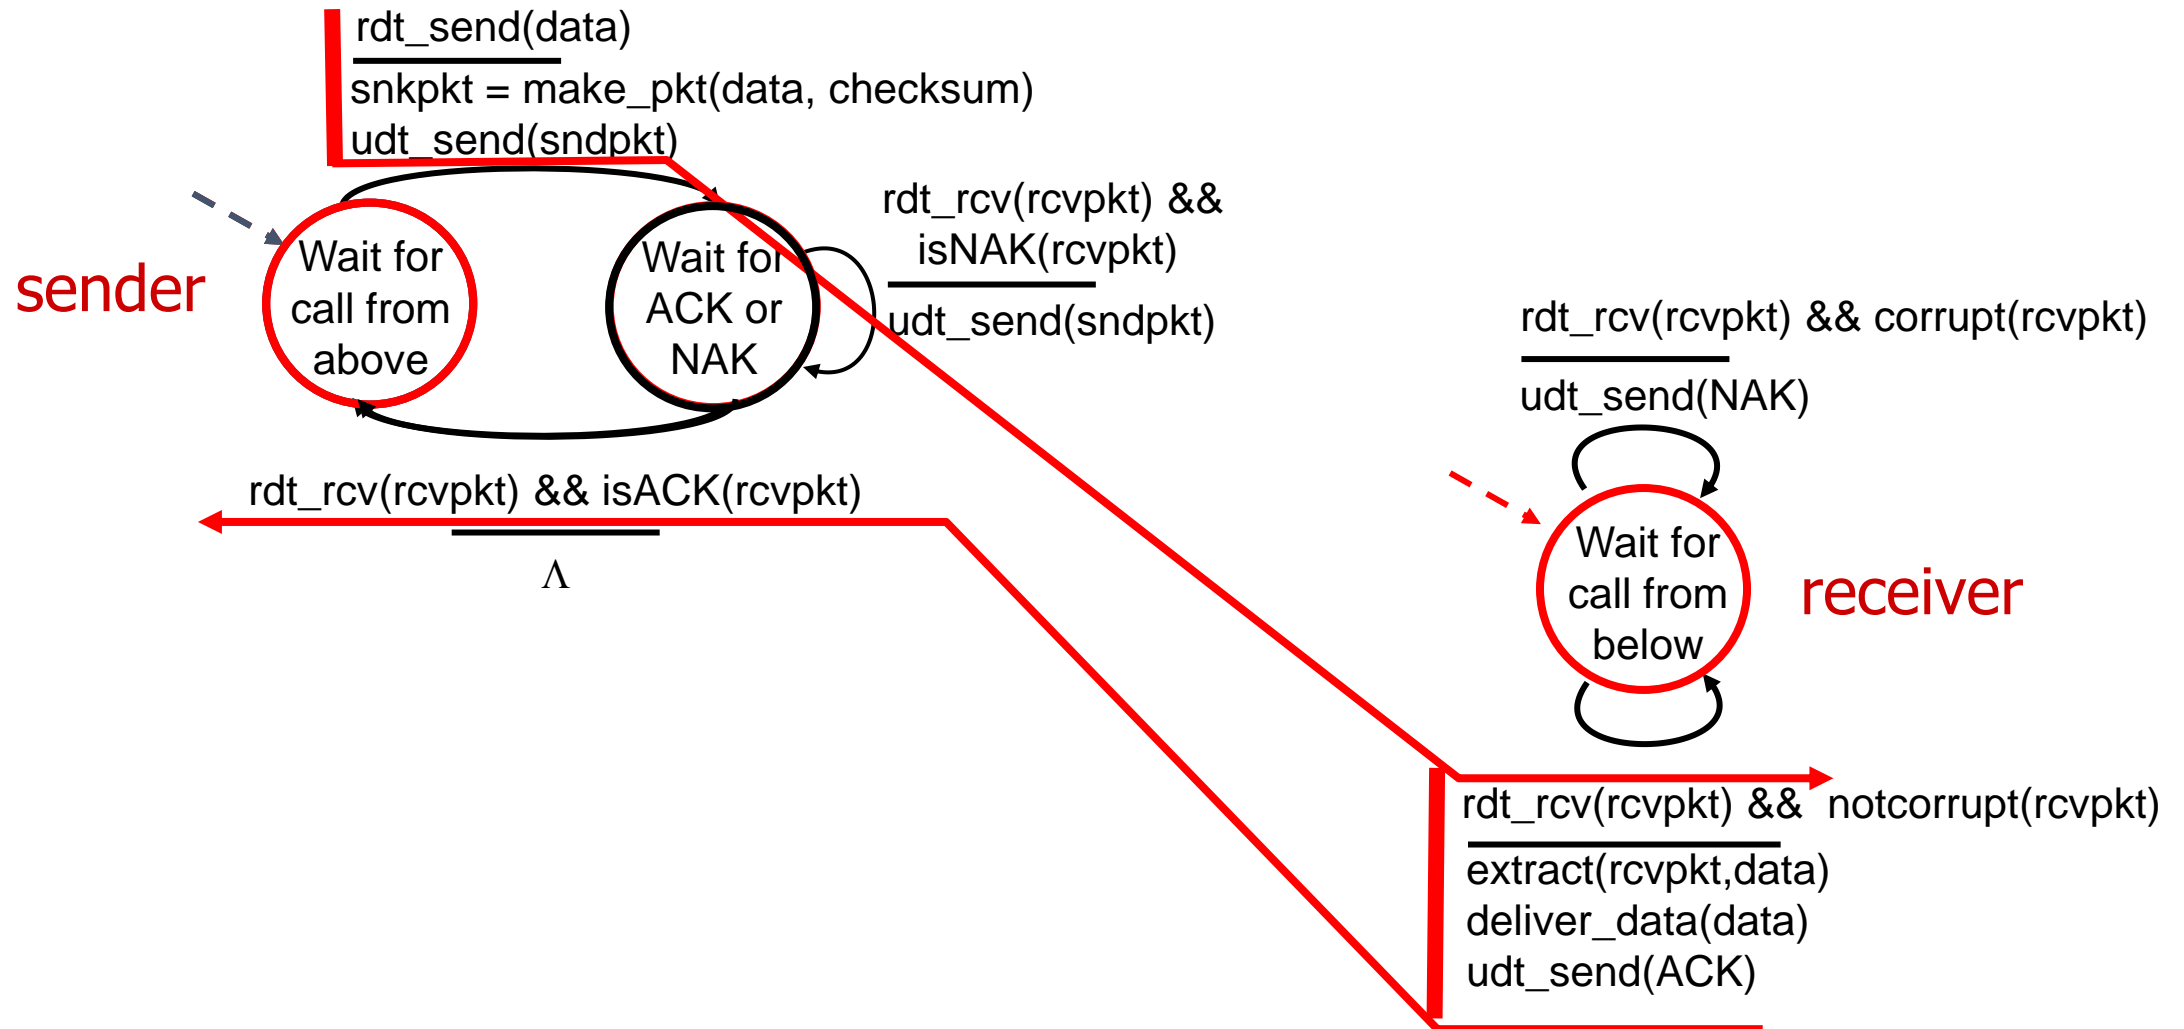 rdt_send(data)
snkpkt = make_pkt(data, checksum)
udt_send(sndpkt)
sender
Wait for
call from
above
Wait for
ACK or
NAK
rdt_rcv(rcvpkt) &&
isNAK(rcvpkt)
udt_send(sndpkt)
rdt_rcv(rcvpkt) && isACK(rcvpkt)
Λ
rdt_rcv(rcvpkt) && corrupt(rcvpkt)
udt_send(NAK)
Wait for
call from
below
receiver
rdt_rcv(rcvpkt) && notcorrupt(rcvpkt)
extract(rcvpkt,data)
deliver_data(data)
udt_send(ACK)